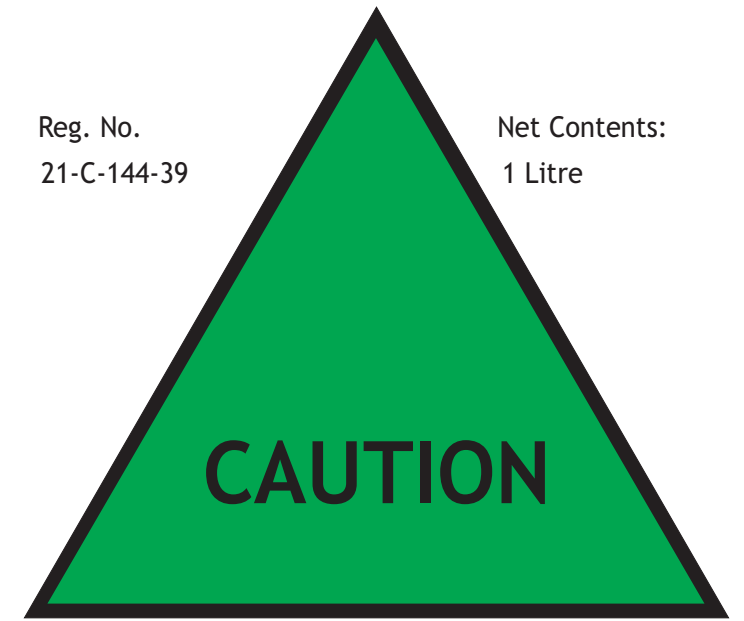 Reg. No.
21-C-144-39
Net Contents:
1 Litre
CAUTION